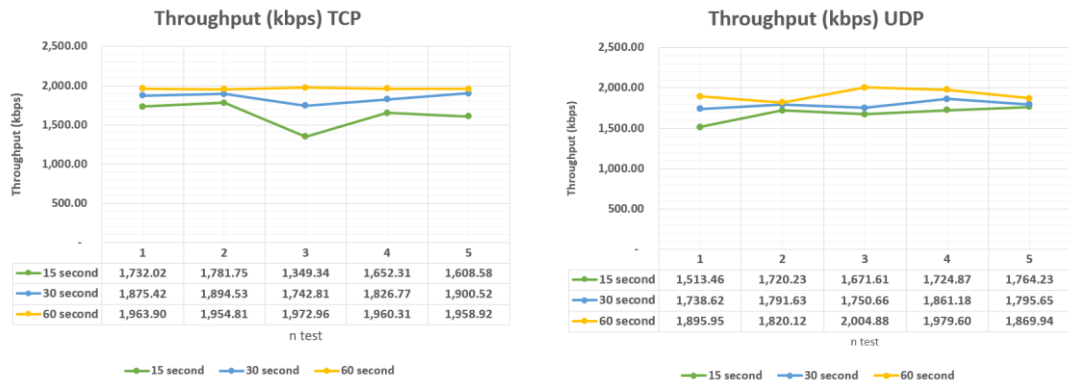 Throughput (kbps) TCP
2,500.00
2,000.00
1,500.00
1,000.00
500.00
-
Throughput (kbps)
1 2 3 4 5
15 second 1,732.02 1,781.75 1,349.34 1,652.31 1,608.58
30 second 1,875.42 1,894.53 1,742.81 1,826.77 1,900.52
60 second 1,963.90 1,954.81 1,972.96 1,960.31 1,958.92
n test
15 second 30 second 60 second
Throughput (kbps) UDP
2,500.00
2,000.00
1,500.00
1,000.00
500.00
-
Throughput (kbps)
1 2 3 4 5
15 second 1,513.46 1,720.23 1,671.61 1,724.87 1,764.23
30 second 1,738.62 1,791.63 1,750.66 1,861.18 1,795.65
60 second 1,895.95 1,820.12 2,004.88 1,979.60 1,869.94
n test
15 second 30 second 60 second